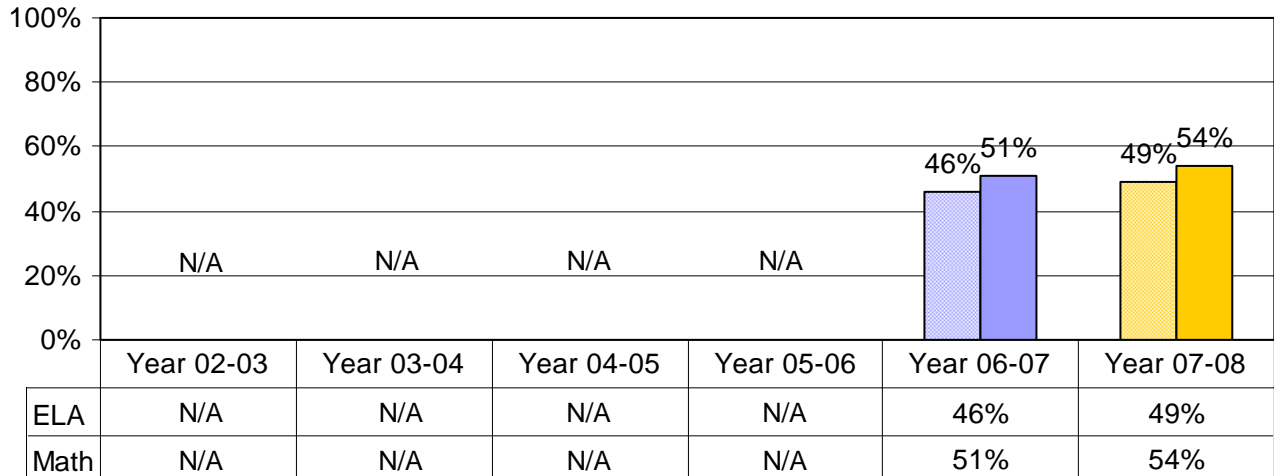 100%
80%
60%
40%
20%
0%
46%
51%
49%
54%
N/A N/A N/A N/A
Year 02-03 Year 03-04 Year 04-05 Year 05-06 Year 06-07 Year 07-08
ELA N/A N/A N/A N/A 46% 49%
Math N/A N/A N/A N/A 51% 54%